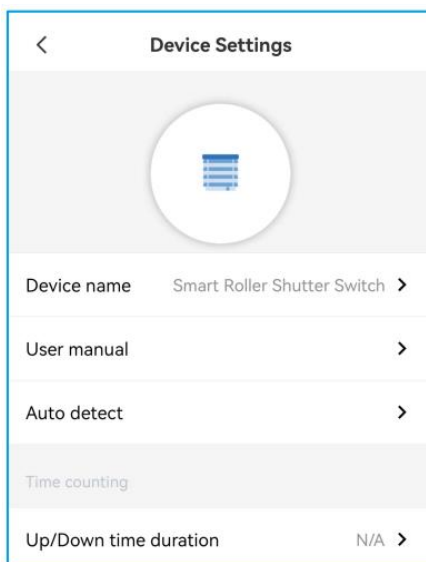 Device Settings
Device name Smart Roller Shutter Switch
User manual
Auto detect
Time counting
Up/Down time duration N/A